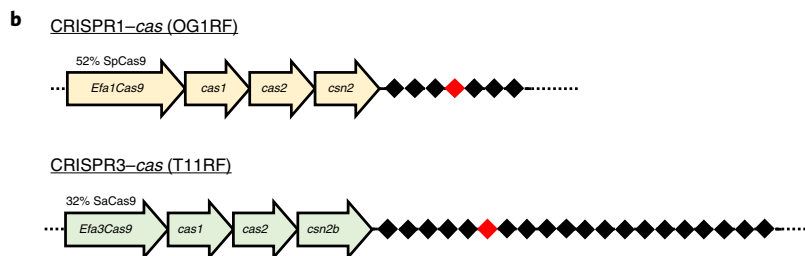 b
CRISPR1–cas (OG1RF)
52% SpCas9
Efa1Cas9 cas1 cas2 csn2
CRISPR3–cas (T11RF)
32% SaCas9
Efa3Cas9 cas1 cas2 csn2b